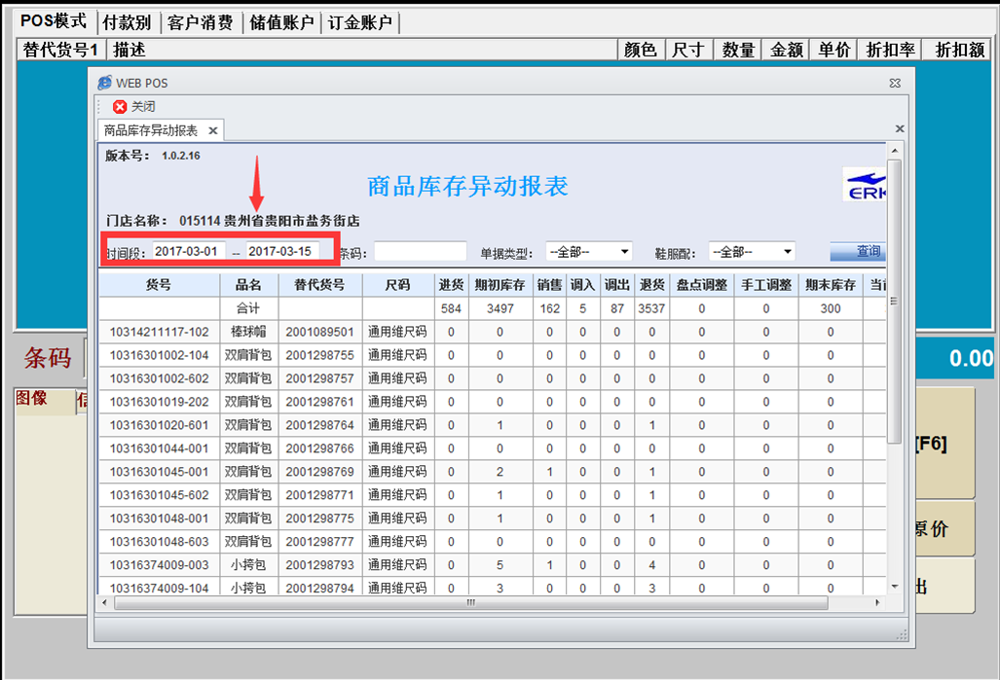 POS模式 付款别 客户消费 储值账户 订金账户
替代货号1 描述 颜色 尺寸 数量 金额 单价 折扣率 折扣额
WEB POS
关闭
商品库存异动报表
版本号： 1.0.2.16
商品库存异动报表
门店名称： 015114 贵州省贵阳市盐务街店
时间段： 2017-03-01 -- 2017-03-15 条码： 单据类型： --全部-- 鞋服配： --全部-- 查询
货号 品名 替代货号 尺码 进货 期初库存 销售 调入 调出 退货 盘点调整 手工调整 期末库存
合计 584 3497 162 5 87 3537 0 0 300
10314211117-102 棒球帽 2001089501 通用维尺码 0 0 0 0 0 0 0 0 0
10316301002-104 双肩背包 2001298755 通用维尺码 0 0 0 0 0 0 0 0 0
10316301002-602 双肩背包 2001298757 通用维尺码 0 0 0 0 0 0 0 0 0
10316301019-202 双肩背包 2001298761 通用维尺码 0 0 0 0 0 0 0 0 0
10316301020-601 双肩背包 2001298764 通用维尺码 0 1 0 0 0 1 0 0 0
10316301044-001 双肩背包 2001298766 通用维尺码 0 0 0 0 0 0 0 0 0
10316301045-001 双肩背包 2001298769 通用维尺码 0 2 1 0 0 1 0 0 0
10316301045-602 双肩背包 2001298771 通用维尺码 0 1 0 0 0 1 0 0 0
10316301048-001 双肩背包 2001298775 通用维尺码 0 1 0 0 0 1 0 0 0
10316301048-603 双肩背包 2001298777 通用维尺码 0 0 0 0 0 0 0 0 0
10316374009-003 小挎包 2001298793 通用维尺码 0 5 1 0 0 4 0 0 0
10316374009-104 小挎包 2001298794 通用维尺码 0 3 0 0 0 3 0 0 0
条码 0.00
图像
[F6]
原价
出